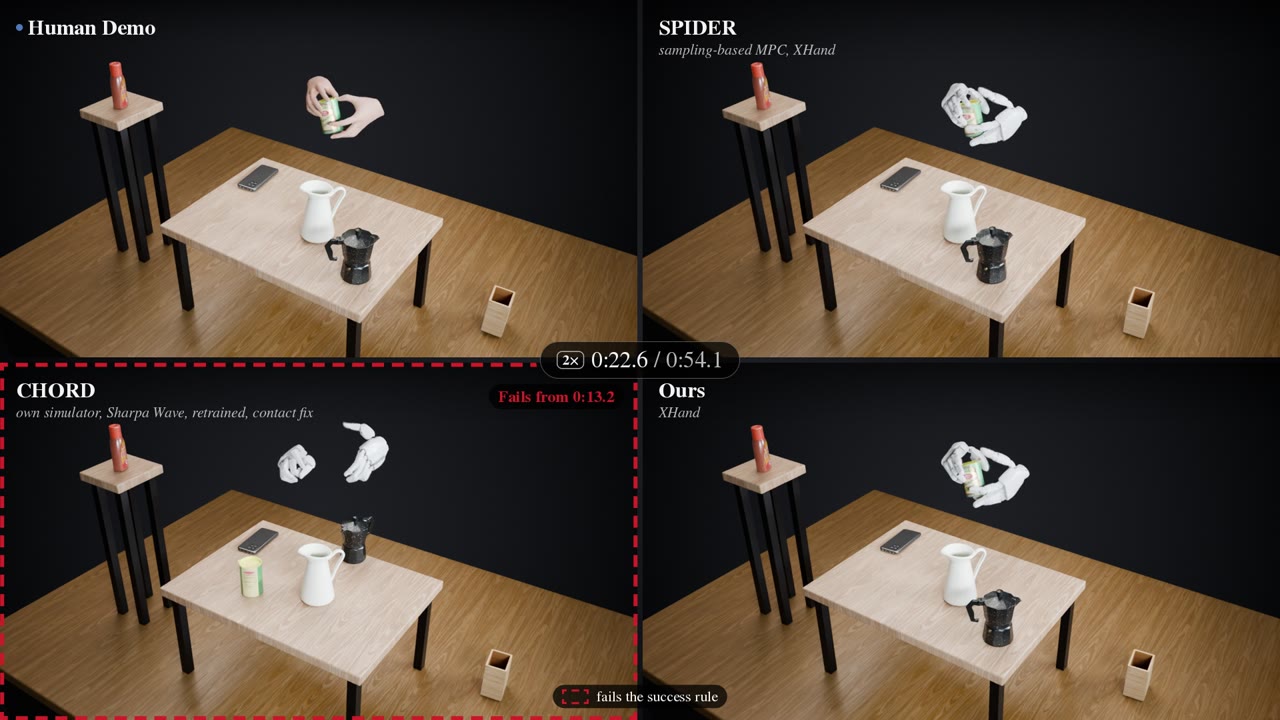 Human Demo
SPIDER
sampling-based MPC, XHand
2× 0:22.6 / 0:54.1
CHORD
own simulator, Sharpa Wave, retrained, contact fix
Fails from 0:13.2
Ours
XHand
fails the success rule